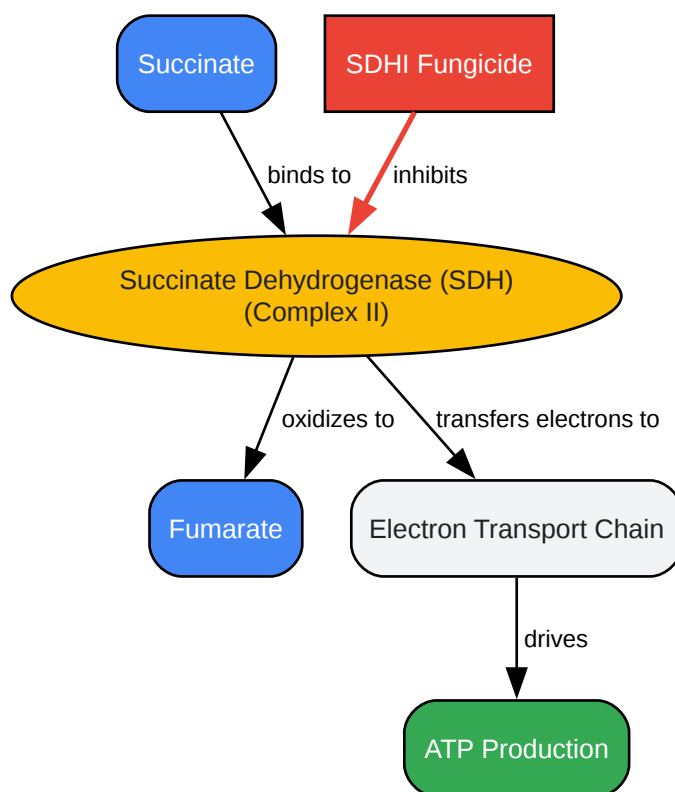 Succinate
SDHI Fungicide
binds to
inhibits
Succinate Dehydrogenase (SDH)
(Complex II)
oxidizes to
transfers electrons to
Fumarate
Electron Transport Chain
drives
ATP Production